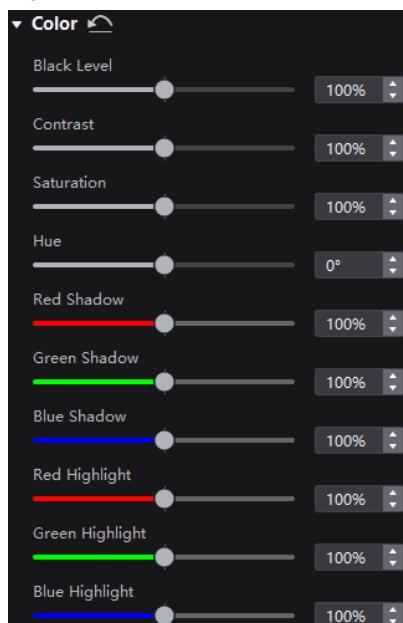 Color
Black Level
100%
Contrast
100%
Saturation
100%
Hue
0°
Red Shadow
100%
Green Shadow
100%
Blue Shadow
100%
Red Highlight
100%
Green Highlight
100%
Blue Highlight
100%